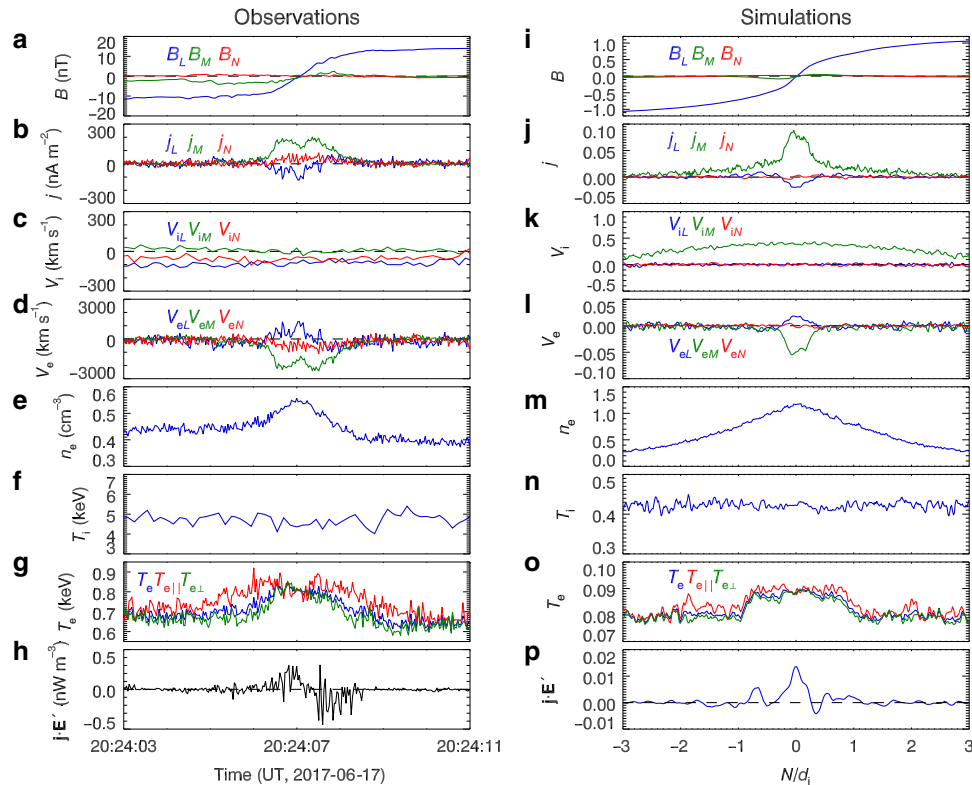 Observations
a
20
10
0
−10
−20
B (nT)
B_L B_M B_N
b
300
0
−300
j (nA m⁻²)
j_L j_M j_N
c
300
0
−300
V_i (km s⁻¹)
V_iL V_iM V_iN
d
3000
0
−3000
V_e (km s⁻¹)
V_eL V_eM V_eN
e
0.6
0.5
0.4
0.3
n_e (cm⁻³)
f
7
6
5
4
3
2
T_i (keV)
g
0.9
0.8
0.7
0.6
T_e (keV)
T_e T_e|| T_e⊥
h
0.5
0.0
−0.5
j·E′ (nW m⁻³)
20:24:03
20:24:07
20:24:11
Time (UT, 2017-06-17)
Simulations
i
1.0
0.5
0.0
−0.5
−1.0
B
B_L B_M B_N
j
0.10
0.05
0.00
−0.05
j
j_L j_M j_N
k
1.0
0.5
0.0
−0.5
V_i
V_iL V_iM V_iN
l
0.05
0.00
−0.05
−0.10
V_e
V_eL V_eM V_eN
m
1.5
1.0
0.5
0.0
n_e
n
0.5
0.4
0.3
T_i
o
0.10
0.09
0.08
0.07
T_e
T_e T_e|| T_e⊥
p
0.02
0.01
0.00
−0.01
j·E′
−3
−2
−1
0
1
2
3
N/d_i